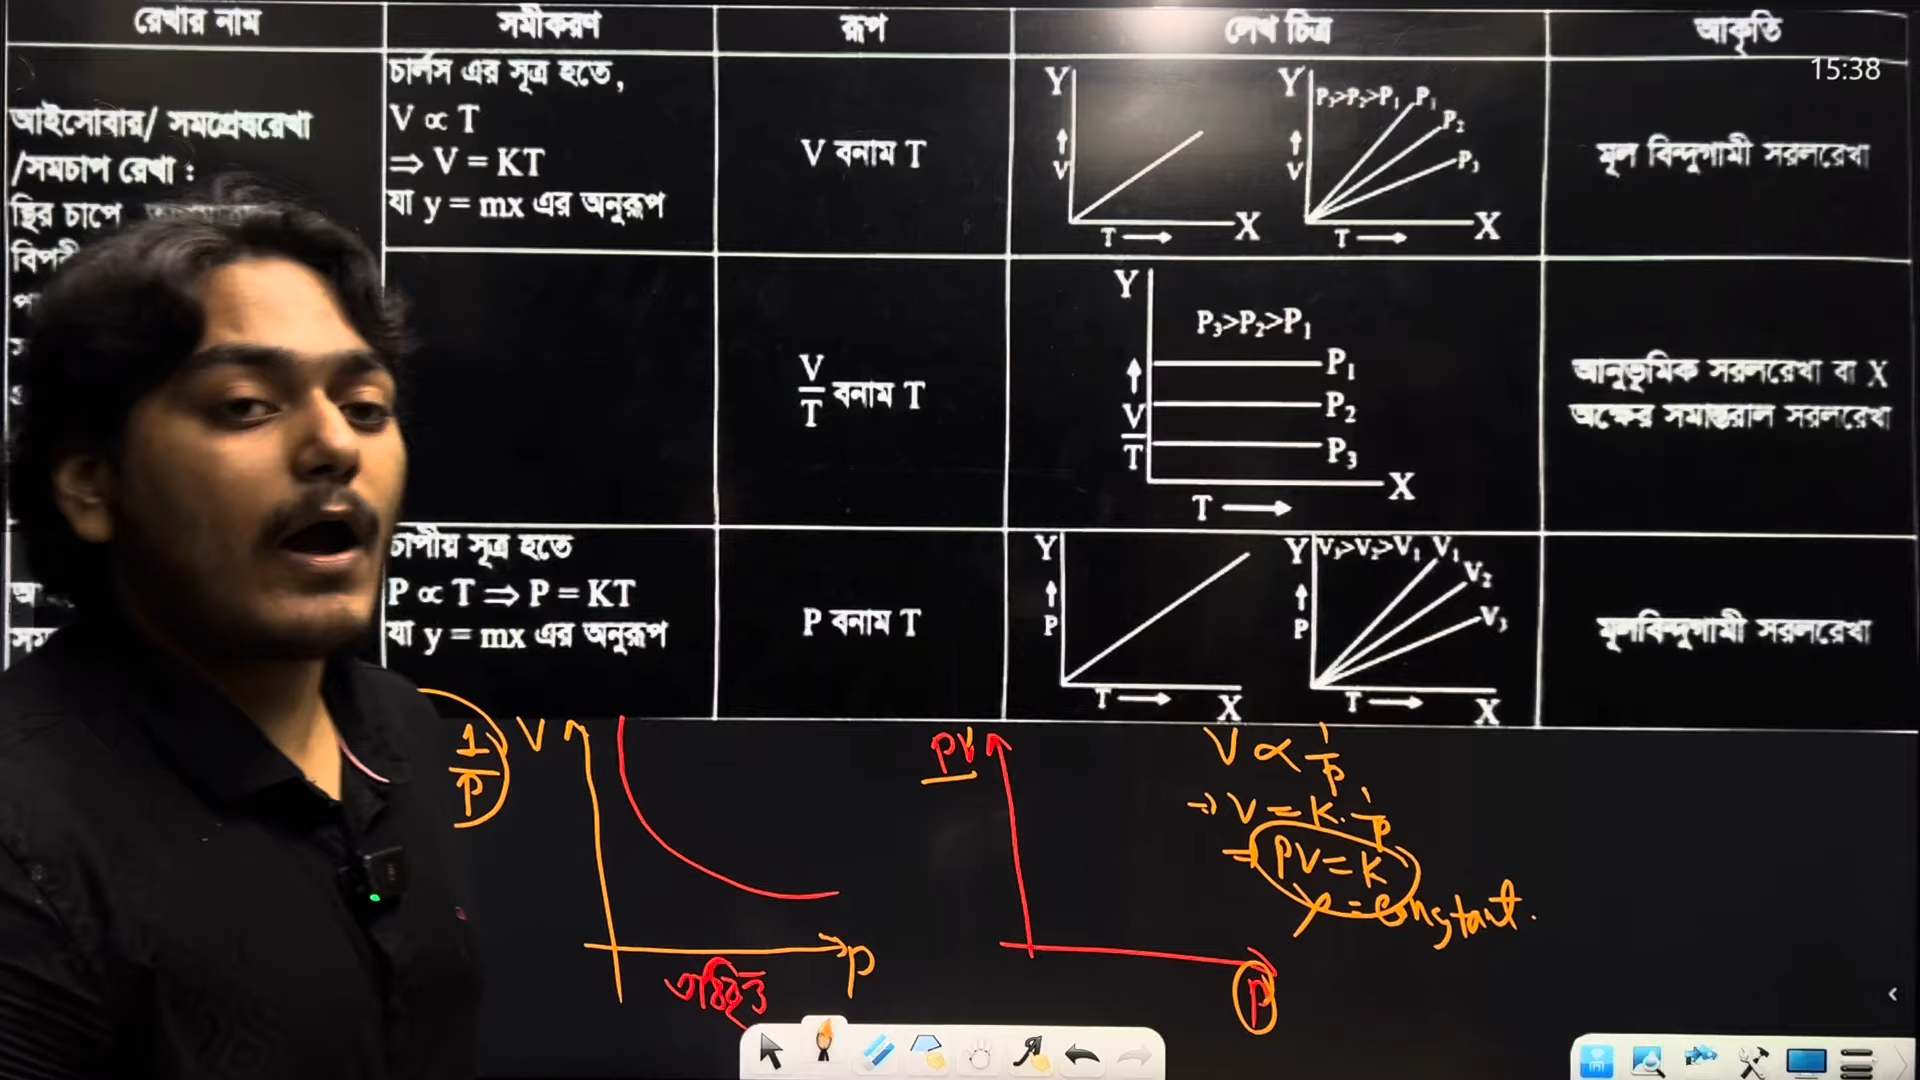 রেখার নাম
সমীকরণ
রূপ
লেখ চিত্র
আকৃতি
15:38
আইসোবার/ সমপ্রেষরেখা
/সমচাপ রেখা :
স্থির চাপে
চার্লস এর সূত্র হতে,
V ∝ T
⇒ V = KT
যা y = mx এর অনুরূপ
V বনাম T
Y
↑
V
T →
X
Y
P₃>P₂>P₁
P₁
P₂
P₃
↑
V
T →
X
মূল বিন্দুগামী সরলরেখা
V/T বনাম T
Y
P₃>P₂>P₁
P₁
P₂
P₃
↑
V/T
X
T →
আনুভূমিক সরলরেখা বা X
অক্ষের সমান্তরাল সরলরেখা
চাপীয় সূত্র হতে
P ∝ T ⇒ P = KT
যা y = mx এর অনুরূপ
P বনাম T
Y
↑
P
T →
X
Y
V₃>V₂>V₁
V₁
V₂
V₃
↑
P
T →
X
মূলবিন্দুগামী সরলরেখা
1/P
V
P
PV
P
V ∝ 1/P
⇒ V = K. 1/P
⇒ PV = K
y = constant.